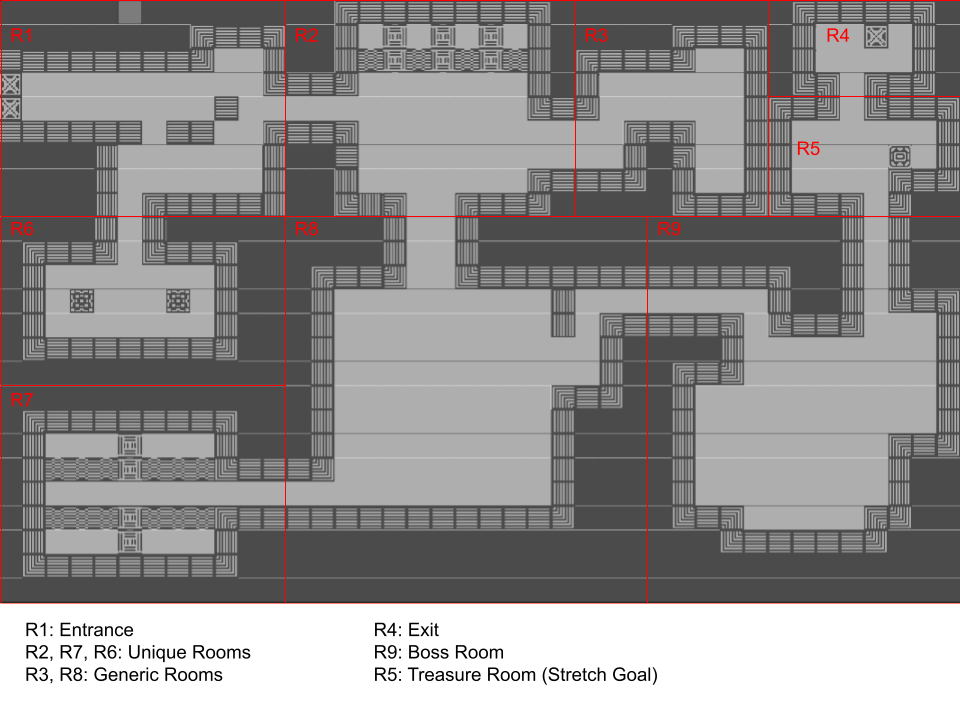 R1
R2
R3
R4
R5
R6
R8
R9
R7
R1: Entrance
R2, R7, R6: Unique Rooms
R3, R8: Generic Rooms
R4: Exit
R9: Boss Room
R5: Treasure Room (Stretch Goal)